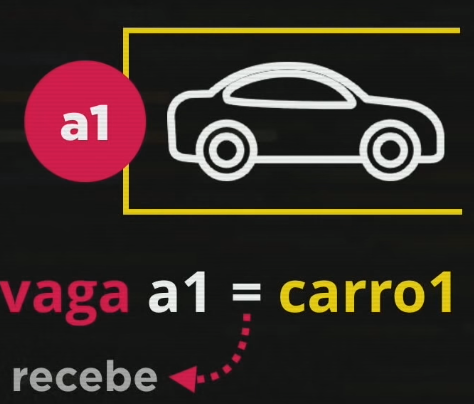 a1
vaga a1 = carro1
recebe